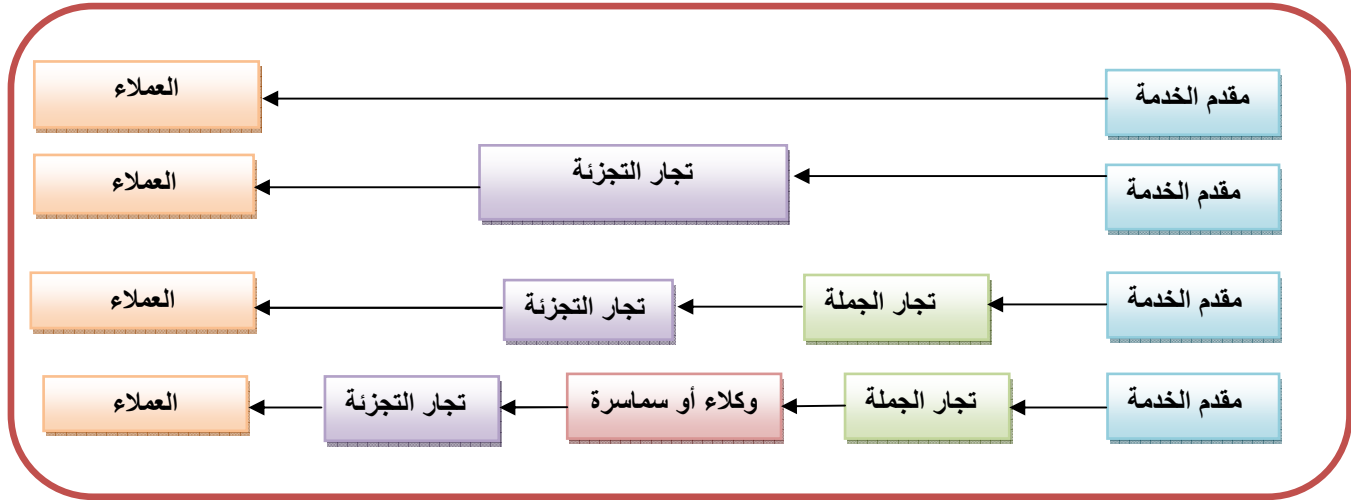 مقدم الخدمة
العملاء
مقدم الخدمة
تجار التجزئة
العملاء
مقدم الخدمة
تجار الجملة
تجار التجزئة
العملاء
مقدم الخدمة
تجار الجملة
وكلاء أو سماسرة
تجار التجزئة
العملاء